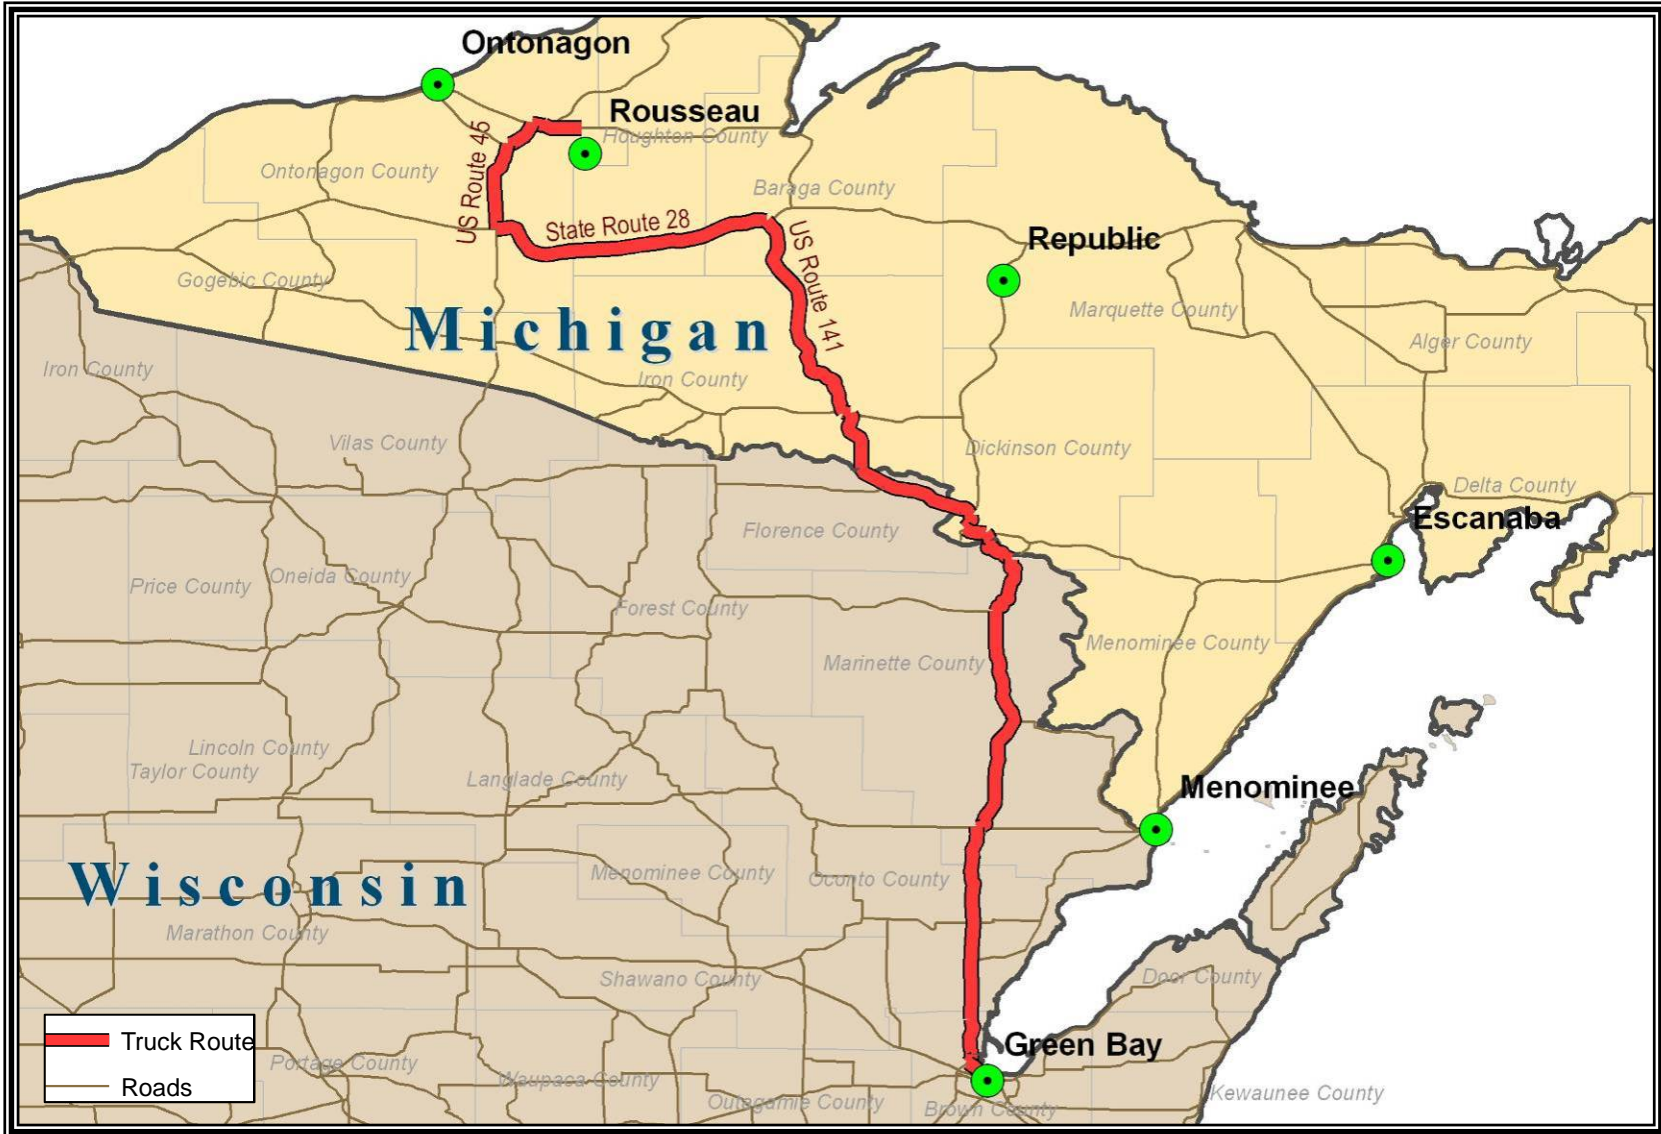 Ontonagon
Rousseau
Houghton County
US Route 45
Ontonagon County
Baraga County
State Route 28
US Route 141
Republic
Gogebic County
Marquette County
Michigan
Alger County
Iron County
Iron County
Vilas County
Dickinson County
Delta County
Escanaba
Florence County
Price County
Oneida County
Forest County
Menominee County
Marinette County
Lincoln County
Taylor County
Langlade County
Menominee
Wisconsin
Menominee County
Oconto County
Marathon County
Shawano County
Door County
Truck Route
Roads
Green Bay
Portage County
Waupaca County
Outagamie County
Brown County
Kewaunee County